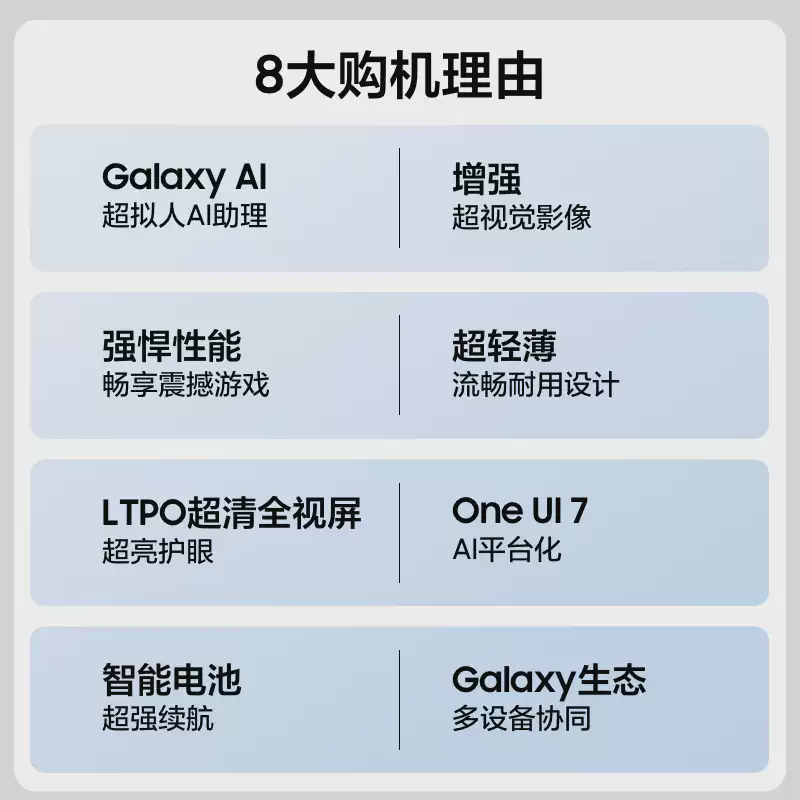 8大购机理由
Galaxy AI
超拟人AI助理
增强
超视觉影像
强悍性能
畅享震撼游戏
超轻薄
流畅耐用设计
LTPO超清全视屏
超亮护眼
One UI 7
AI平台化
智能电池
超强续航
Galaxy生态
多设备协同